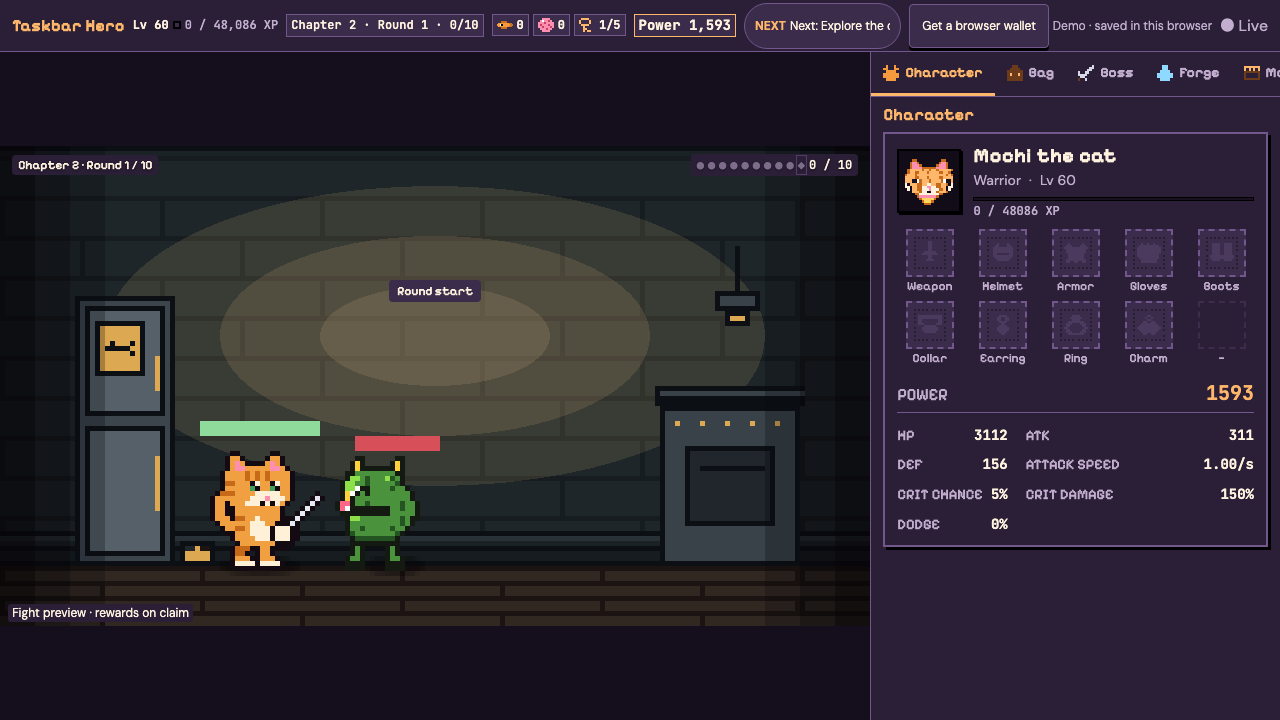 Taskbar Hero Lv 60 0 / 48,086 XP Chapter 2 · Round 1 · 0/10 0 0 1/5 Power 1,593 NEXT Next: Explore the Get a browser wallet Demo · saved in this browser Live
Character Bag Boss Forge
Character
Mochi the cat
Warrior · Lv 60
0 / 48086 XP
Weapon Helmet Armor Gloves Boots
Collar Earring Ring Charm -
POWER 1593
HP 3112 ATK 311
DEF 156 ATTACK SPEED 1.00/s
CRIT CHANCE 5% CRIT DAMAGE 150%
DODGE 0%
Chapter 2 · Round 1 / 10
0 / 10
Round start
Fight preview · rewards on claim